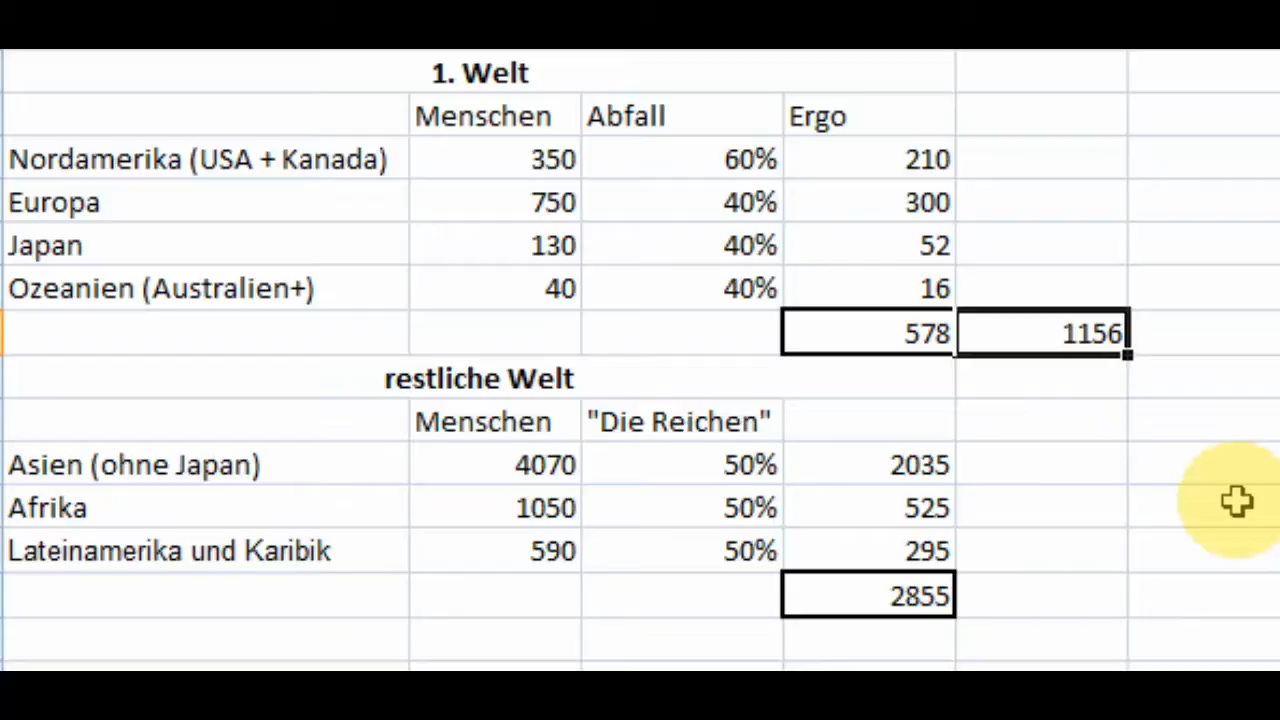 1. Welt
Menschen Abfall Ergo
Nordamerika (USA + Kanada) 350 60% 210
Europa 750 40% 300
Japan 130 40% 52
Ozeanien (Australien+) 40 40% 16
578 1156
restliche Welt
Menschen "Die Reichen"
Asien (ohne Japan) 4070 50% 2035
Afrika 1050 50% 525
Lateinamerika und Karibik 590 50% 295
2855